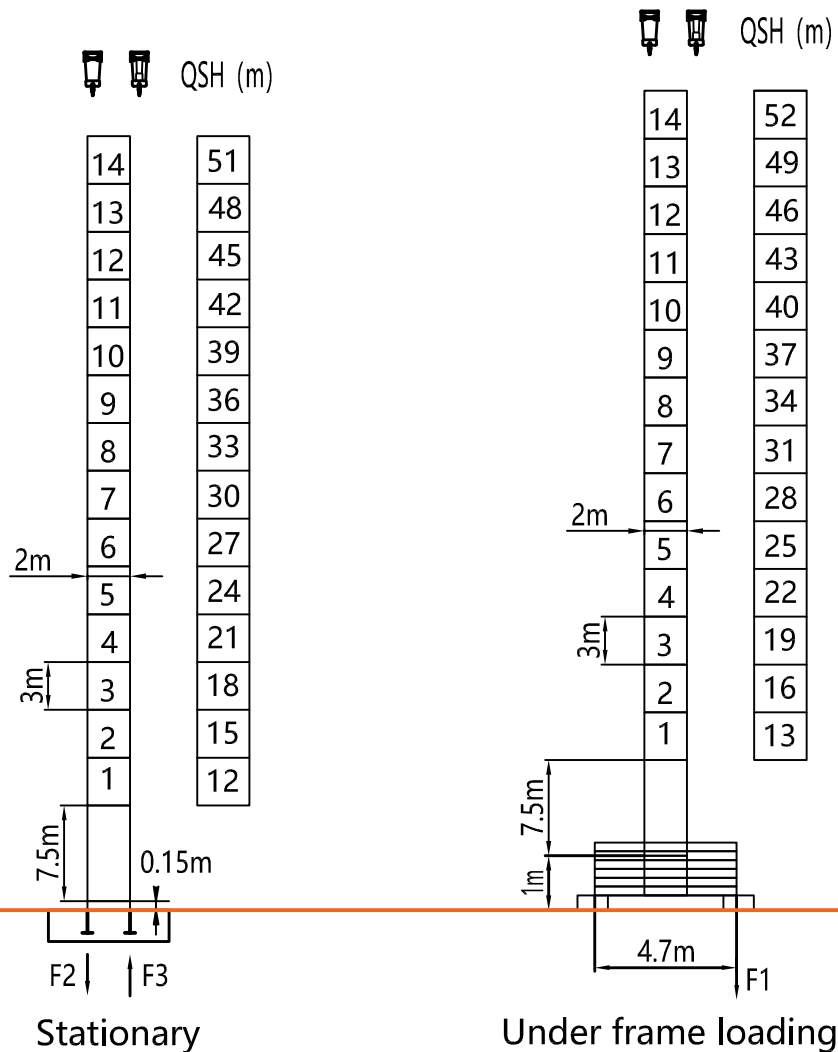 QSH (m)
14 51
13 48
12 45
11 42
10 39
9 36
8 33
7 30
6 27
2m
5 24
4 21
3m
3 18
2 15
1 12
7.5m
0.15m
F2 F3
Stationary
QSH (m)
14 52
13 49
12 46
11 43
10 40
9 37
8 34
7 31
6 28
2m
5 25
4 22
3m
3 19
2 16
1 13
7.5m
1m
4.7m
F1
Under frame loading